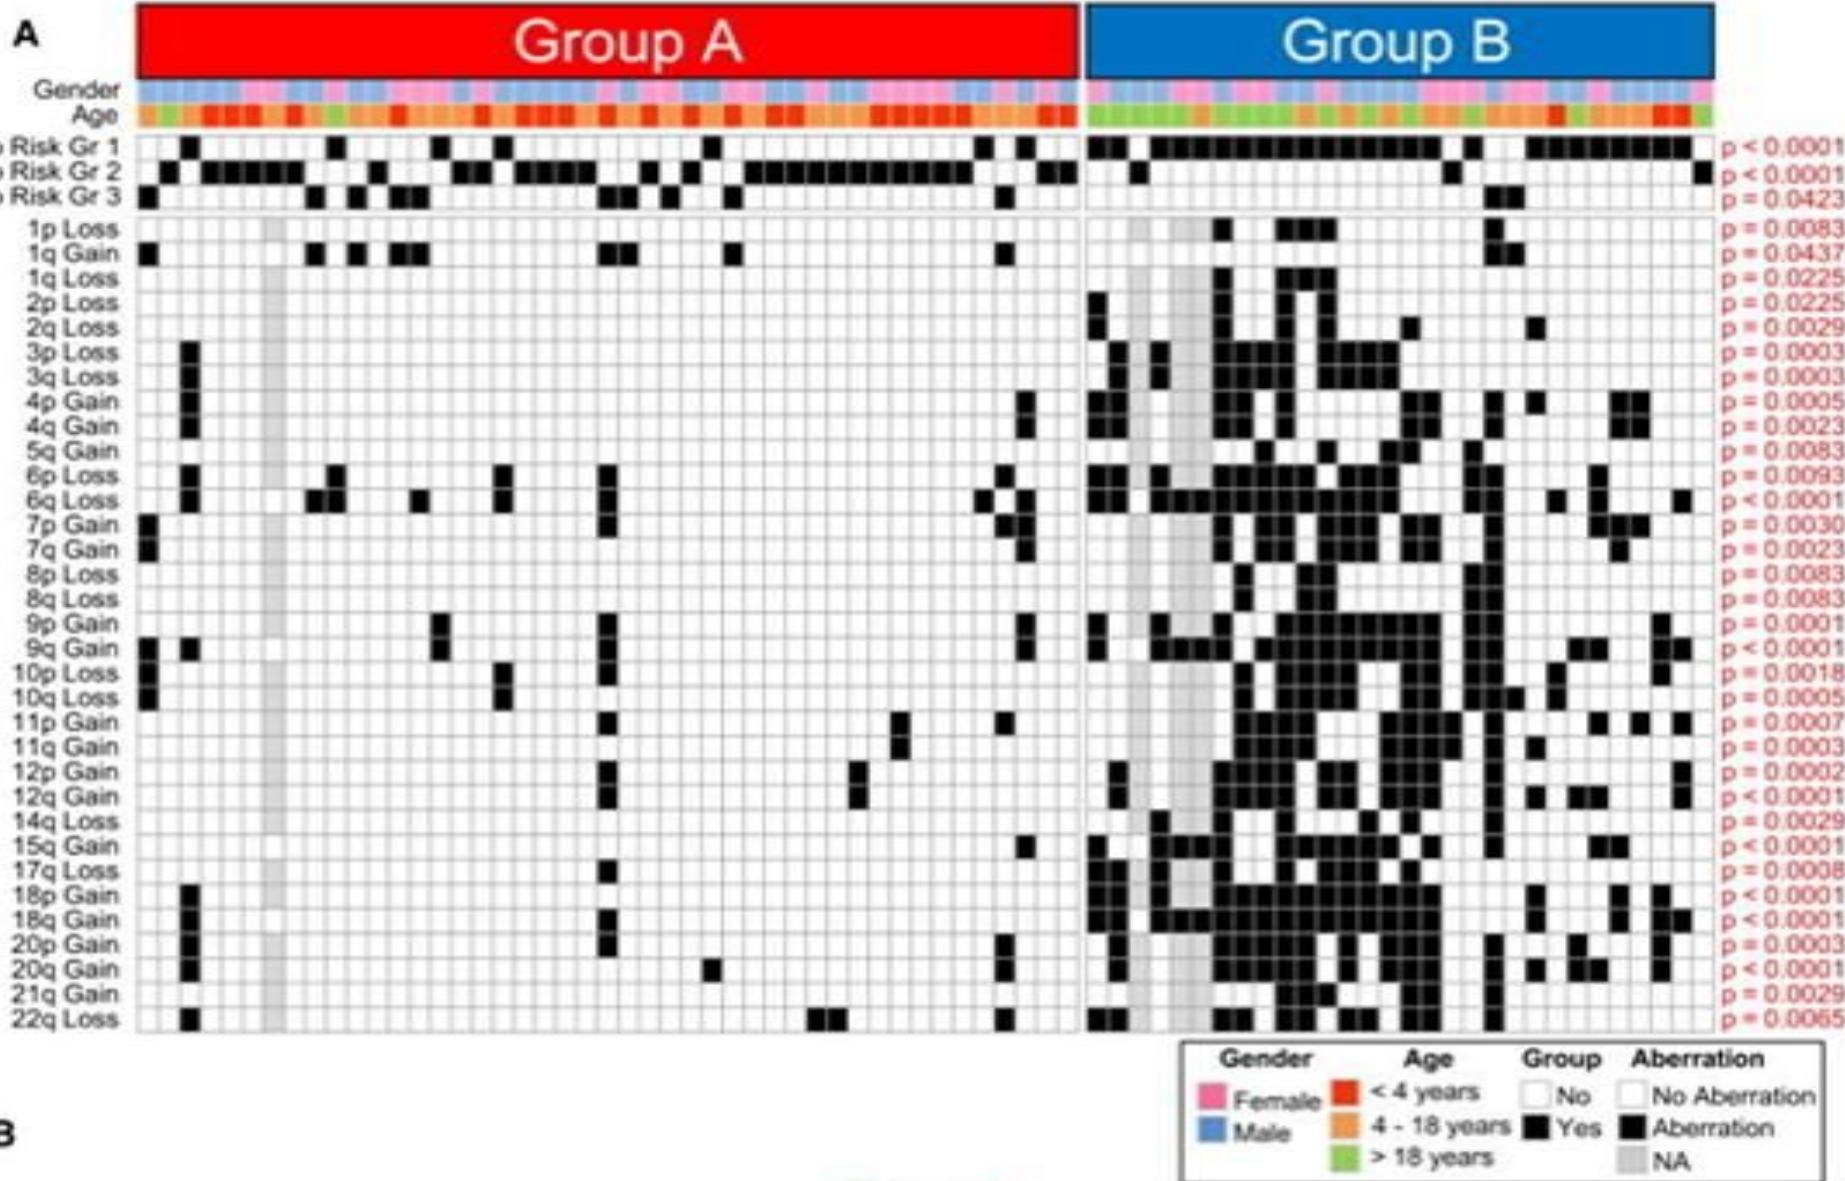 A
Group A Group B
Gender
Age
Risk Gr 1 p < 0.0001
Risk Gr 2 p < 0.0001
Risk Gr 3 p = 0.0423
1p Loss p = 0.0083
1q Gain p = 0.0437
1q Loss p = 0.0225
2p Loss p = 0.0225
2q Loss p = 0.0029
3p Loss p = 0.0003
3q Loss p = 0.0003
4p Gain p = 0.0005
4q Gain p = 0.0023
5q Gain p = 0.0083
6p Loss p = 0.0093
6q Loss p < 0.0001
7p Gain p = 0.0030
7q Gain p = 0.0023
8p Loss p = 0.0083
8q Loss p = 0.0083
9p Gain p = 0.0001
9q Gain p < 0.0001
10p Loss p = 0.0018
10q Loss p = 0.0005
11p Gain p = 0.0007
11q Gain p = 0.0003
12p Gain p = 0.0002
12q Gain p < 0.0001
14q Loss p = 0.0029
15q Gain p < 0.0001
17q Loss p = 0.0008
18p Gain p < 0.0001
18q Gain p < 0.0001
20p Gain p = 0.0003
20q Gain p < 0.0001
21q Gain p = 0.0029
22q Loss p = 0.0065
Gender Age Group Aberration
Female < 4 years No No Aberration
Male 4 - 18 years Yes Aberration
> 18 years NA
B